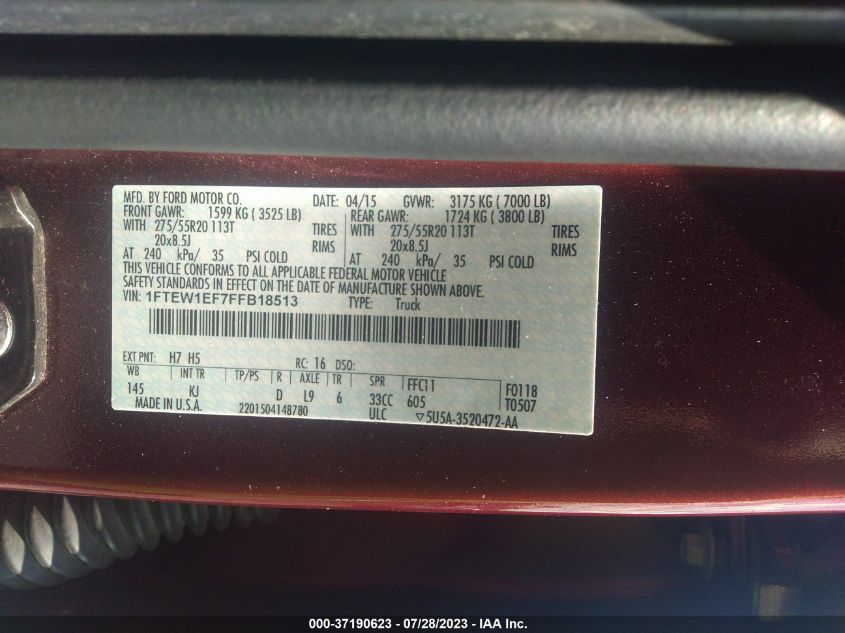 MFD. BY FORD MOTOR CO. DATE: 04/15 GVWR: 3175 KG ( 7000 LB)
FRONT GAWR: 1599 KG ( 3525 LB) REAR GAWR: 1724 KG ( 3800 LB)
WITH 275/55R20 113T TIRES WITH 275/55R20 113T TIRES
20x8.5J RIMS 20x8.5J RIMS
AT 240 kPa/ 35 PSI COLD AT 240 kPa/ 35 PSI COLD
THIS VEHICLE CONFORMS TO ALL APPLICABLE FEDERAL MOTOR VEHICLE
SAFETY STANDARDS IN EFFECT ON THE DATE OF MANUFACTURE SHOWN ABOVE.
VIN: 1FTEW1EF7FFB18513 TYPE: Truck
EXT PNT: H7 H5 RC: 16 DSO:
WB INT TR TP/PS R AXLE TR SPR FFC11 F0118
145 KJ D L9 6 33CC 605 T0507
MADE IN U.S.A. 2201504148780 ULC ▽5U5A-3520472-AA
000-37190623 - 07/28/2023 - IAA Inc.